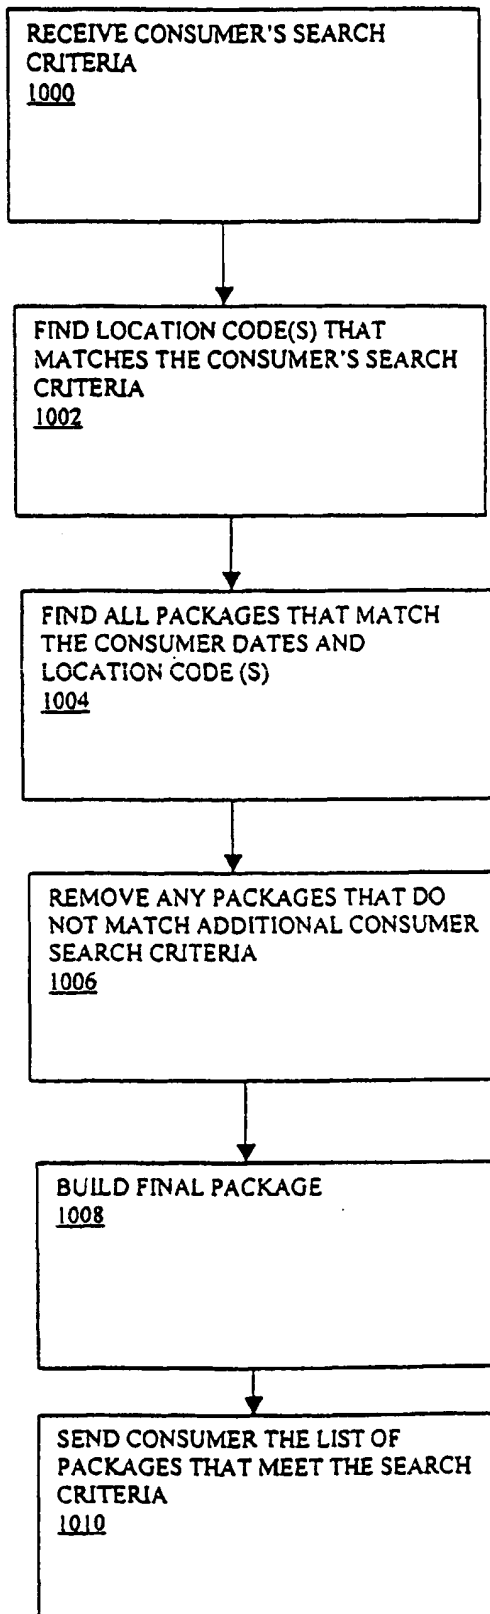 RECEIVE CONSUMER'S SEARCH
CRITERIA
1000
FIND LOCATION CODE(S) THAT
MATCHES THE CONSUMER'S SEARCH
CRITERIA
1002
FIND ALL PACKAGES THAT MATCH
THE CONSUMER DATES AND
LOCATION CODE (S)
1004
REMOVE ANY PACKAGES THAT DO
NOT MATCH ADDITIONAL CONSUMER
SEARCH CRITERIA
1006
BUILD FINAL PACKAGE
1008
SEND CONSUMER THE LIST OF
PACKAGES THAT MEET THE SEARCH
CRITERIA
1010